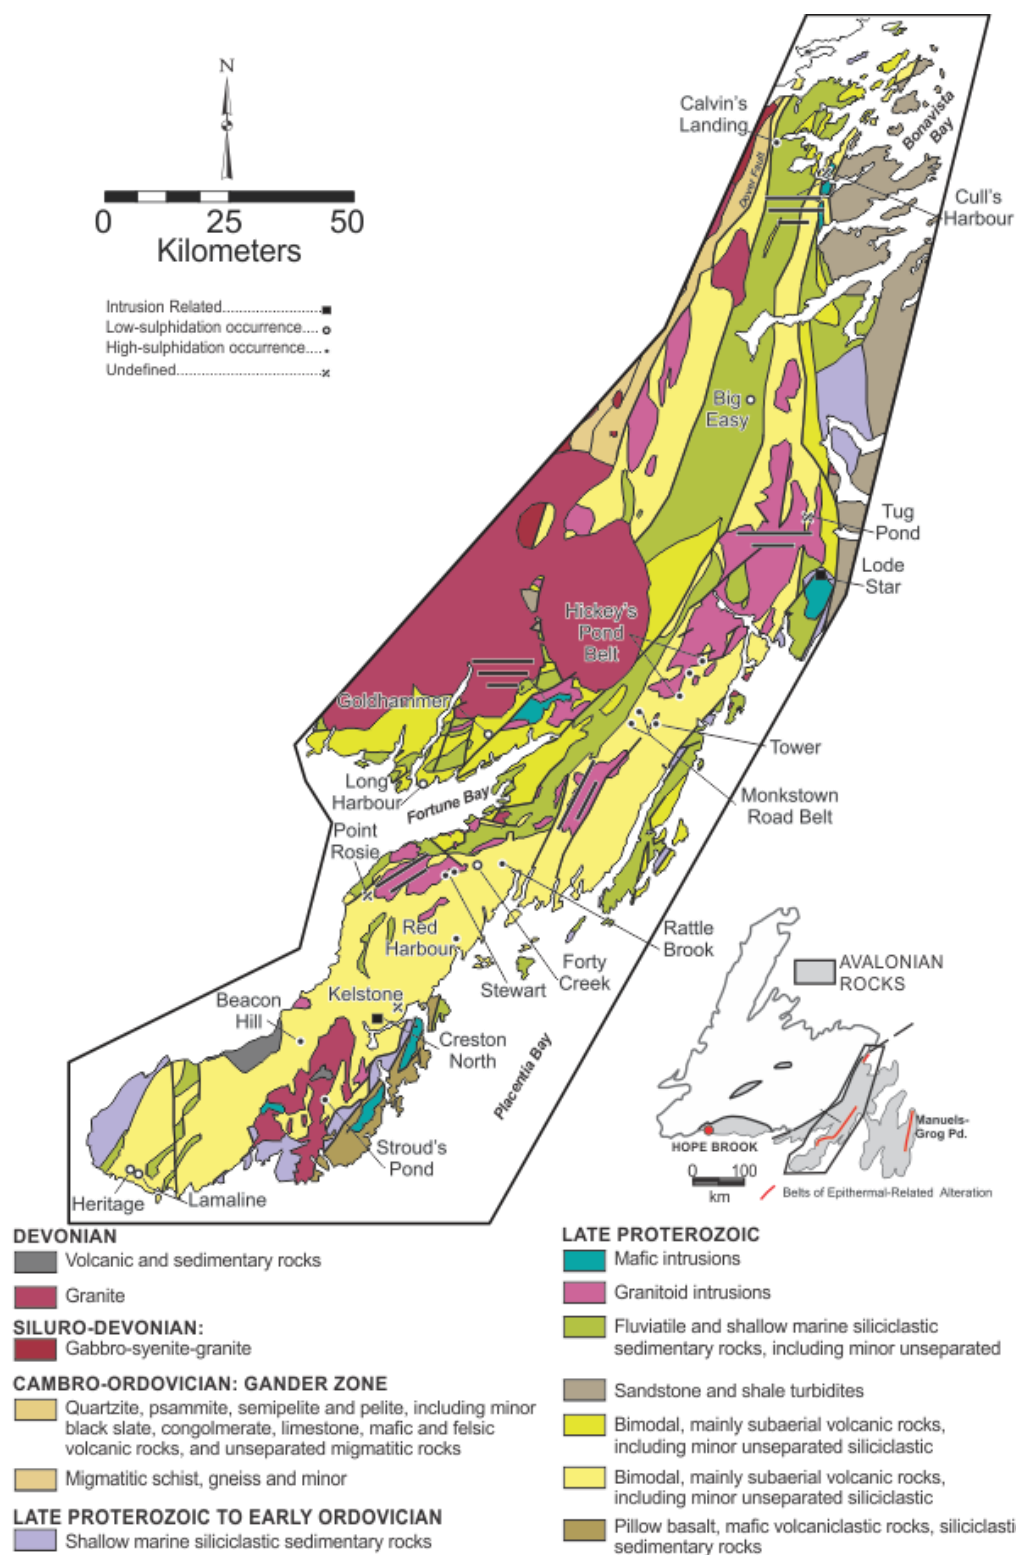 N
0 25 50
Kilometers
Intrusion Related
Low-sulphidation occurrence
High-sulphidation occurrence
Undefined
Calvin's
Landing
Bonavista
Bay
Dover Fault
Cull's
Harbour
Big
Easy
Tug
Pond
Lode
Star
Hickey's
Pond
Belt
Goldhammer
Tower
Long
Harbour
Fortune Bay
Monkstown
Road Belt
Point
Rosie
Rattle
Brook
Red
Harbour
Forty
Creek
Stewart
Beacon
Hill
Kelstone
Creston
North
Placentia Bay
Stroud's
Pond
Heritage
Lamaline
AVALONIAN
ROCKS
HOPE BROOK
Manuels-
Grog Pd.
0 100
km
Belts of Epithermal-Related Alteration
DEVONIAN
Volcanic and sedimentary rocks
Granite
SILURO-DEVONIAN:
Gabbro-syenite-granite
CAMBRO-ORDOVICIAN: GANDER ZONE
Quartzite, psammite, semipelite and pelite, including minor
black slate, congolmerate, limestone, mafic and felsic
volcanic rocks, and unseparated migmatitic rocks
Migmatitic schist, gneiss and minor
LATE PROTEROZOIC TO EARLY ORDOVICIAN
Shallow marine siliciclastic sedimentary rocks
LATE PROTEROZOIC
Mafic intrusions
Granitoid intrusions
Fluviatile and shallow marine siliciclastic
sedimentary rocks, including minor unseparated
Sandstone and shale turbidites
Bimodal, mainly subaerial volcanic rocks,
including minor unseparated siliciclastic
Bimodal, mainly subaerial volcanic rocks,
including minor unseparated siliciclastic
Pillow basalt, mafic volcaniclastic rocks, siliciclasti
sedimentary rocks